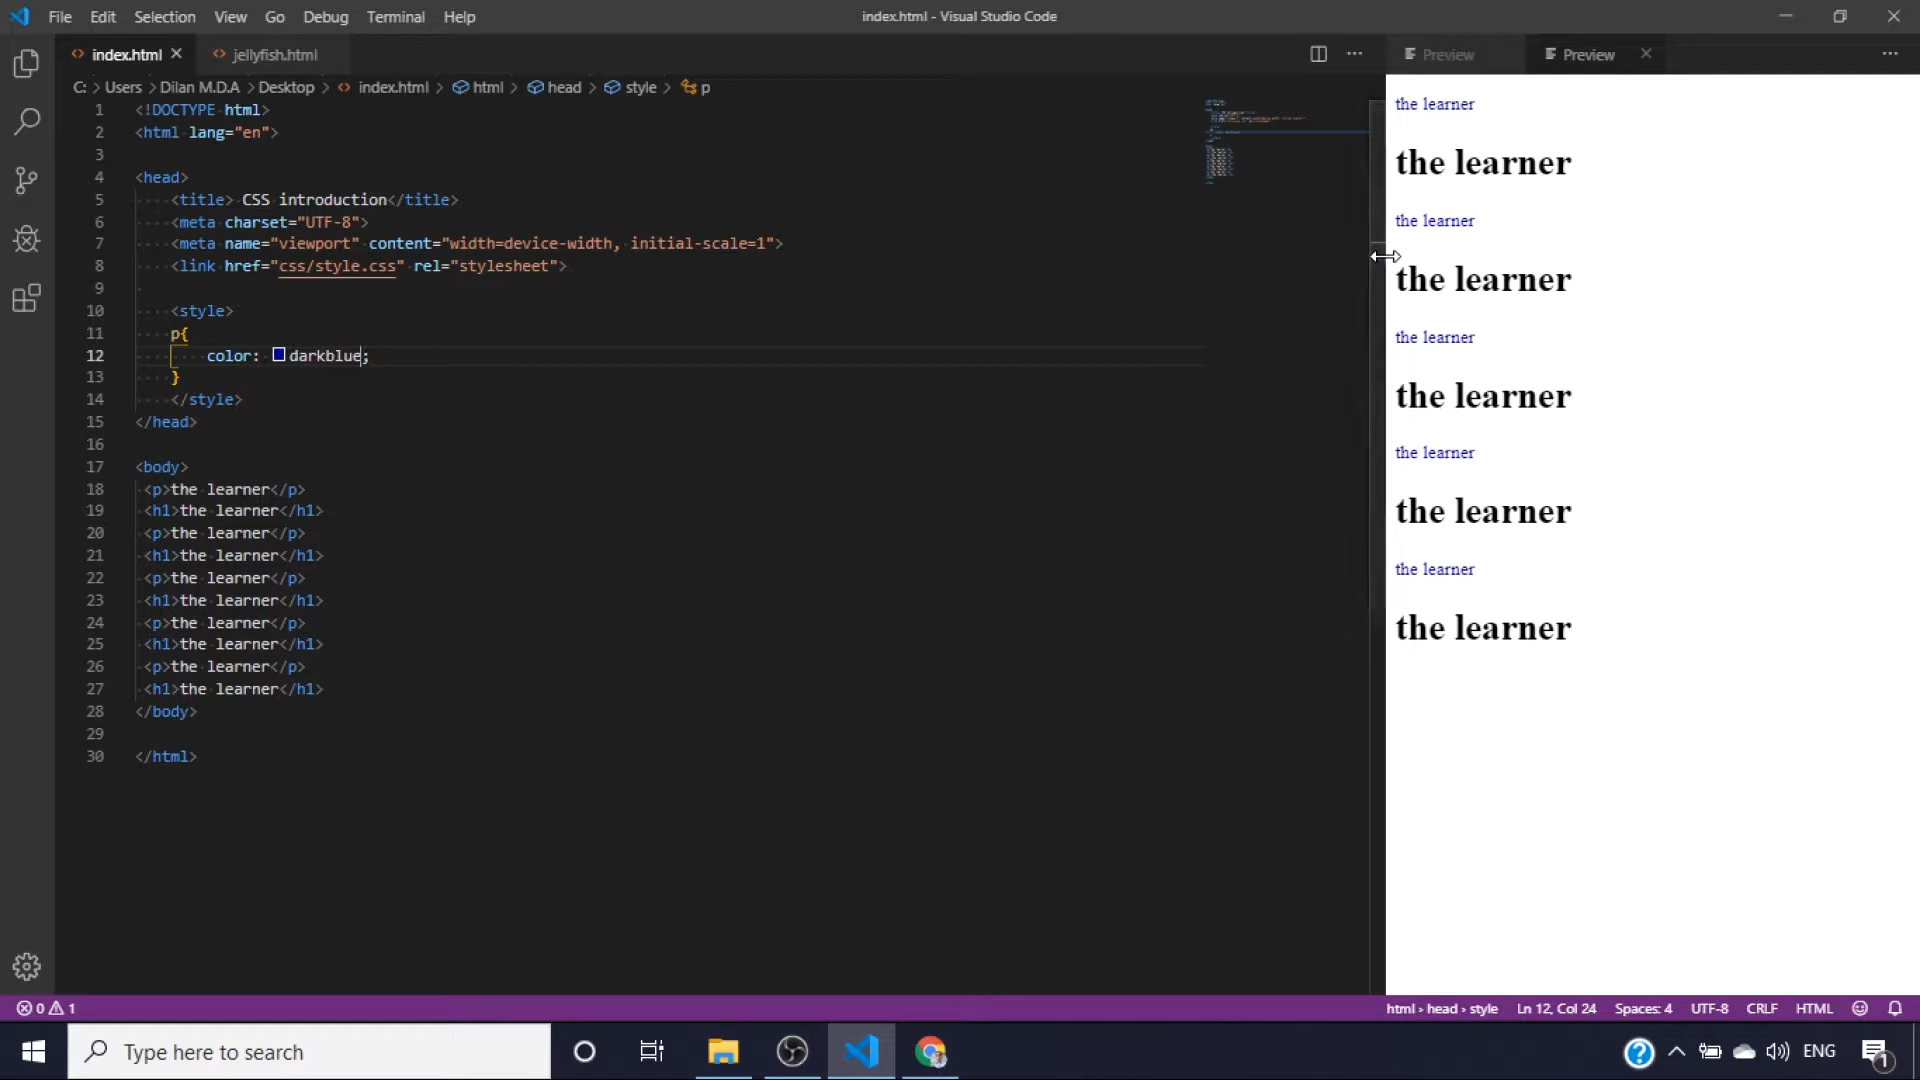 File Edit Selection View Go Debug Terminal Help
index.html - Visual Studio Code
index.html
jellyfish.html
Preview
Preview
C: > Users > Dilan M.D.A > Desktop > index.html > html > head > style > p
1 <!DOCTYPE html>
2 <html lang="en">
3
4 <head>
5 <title> CSS introduction</title>
6 <meta charset="UTF-8">
7 <meta name="viewport" content="width=device-width, initial-scale=1">
8 <link href="css/style.css" rel="stylesheet">
9
10 <style>
11 p{
12 color: darkblue;
13 }
14 </style>
15 </head>
16
17 <body>
18 <p>the learner</p>
19 <h1>the learner</h1>
20 <p>the learner</p>
21 <h1>the learner</h1>
22 <p>the learner</p>
23 <h1>the learner</h1>
24 <p>the learner</p>
25 <h1>the learner</h1>
26 <p>the learner</p>
27 <h1>the learner</h1>
28 </body>
29
30 </html>
the learner
the learner
the learner
the learner
the learner
the learner
the learner
the learner
the learner
the learner
0 1
html › head › style Ln 12, Col 24 Spaces: 4 UTF-8 CRLF HTML
Type here to search
ENG
1